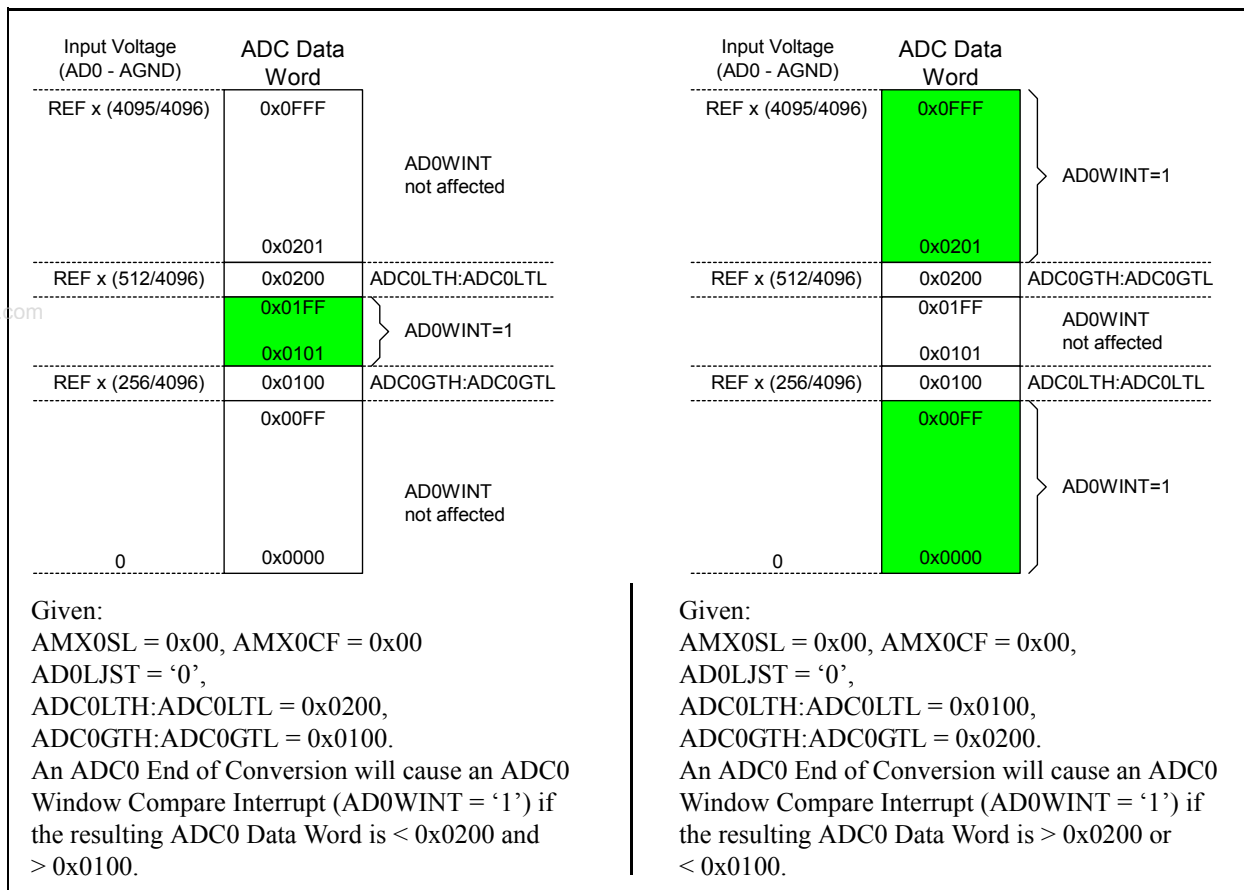 Input Voltage
(AD0 - AGND)
ADC Data
Word
REF x (4095/4096)
0x0FFF
AD0WINT
not affected
0x0201
REF x (512/4096)
0x0200
ADC0LTH:ADC0LTL
0x01FF
AD0WINT=1
0x0101
REF x (256/4096)
0x0100
ADC0GTH:ADC0GTL
0x00FF
AD0WINT
not affected
0
0x0000
Given:
AMX0SL = 0x00, AMX0CF = 0x00
AD0LJST = ‘0’,
ADC0LTH:ADC0LTL = 0x0200,
ADC0GTH:ADC0GTL = 0x0100.
An ADC0 End of Conversion will cause an ADC0
Window Compare Interrupt (AD0WINT = ‘1’) if
the resulting ADC0 Data Word is < 0x0200 and
> 0x0100.
Input Voltage
(AD0 - AGND)
ADC Data
Word
REF x (4095/4096)
0x0FFF
AD0WINT=1
0x0201
REF x (512/4096)
0x0200
ADC0GTH:ADC0GTL
0x01FF
AD0WINT
not affected
0x0101
REF x (256/4096)
0x0100
ADC0LTH:ADC0LTL
0x00FF
AD0WINT=1
0
0x0000
Given:
AMX0SL = 0x00, AMX0CF = 0x00,
AD0LJST = ‘0’,
ADC0LTH:ADC0LTL = 0x0100,
ADC0GTH:ADC0GTL = 0x0200.
An ADC0 End of Conversion will cause an ADC0
Window Compare Interrupt (AD0WINT = ‘1’) if
the resulting ADC0 Data Word is > 0x0200 or
< 0x0100.
.com